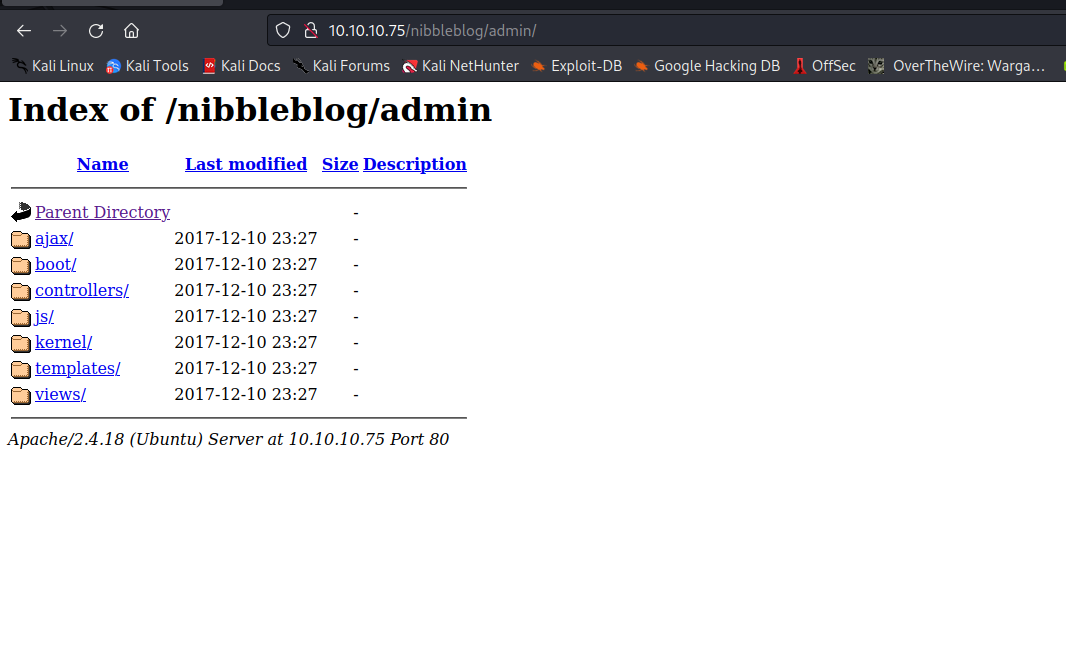 10.10.10.75/nibbleblog/admin/
Kali Linux Kali Tools Kali Docs Kali Forums Kali NetHunter Exploit-DB Google Hacking DB OffSec OverTheWire: Warga…
Index of /nibbleblog/admin
Name Last modified Size Description
Parent Directory -
ajax/ 2017-12-10 23:27 -
boot/ 2017-12-10 23:27 -
controllers/ 2017-12-10 23:27 -
js/ 2017-12-10 23:27 -
kernel/ 2017-12-10 23:27 -
templates/ 2017-12-10 23:27 -
views/ 2017-12-10 23:27 -
Apache/2.4.18 (Ubuntu) Server at 10.10.10.75 Port 80